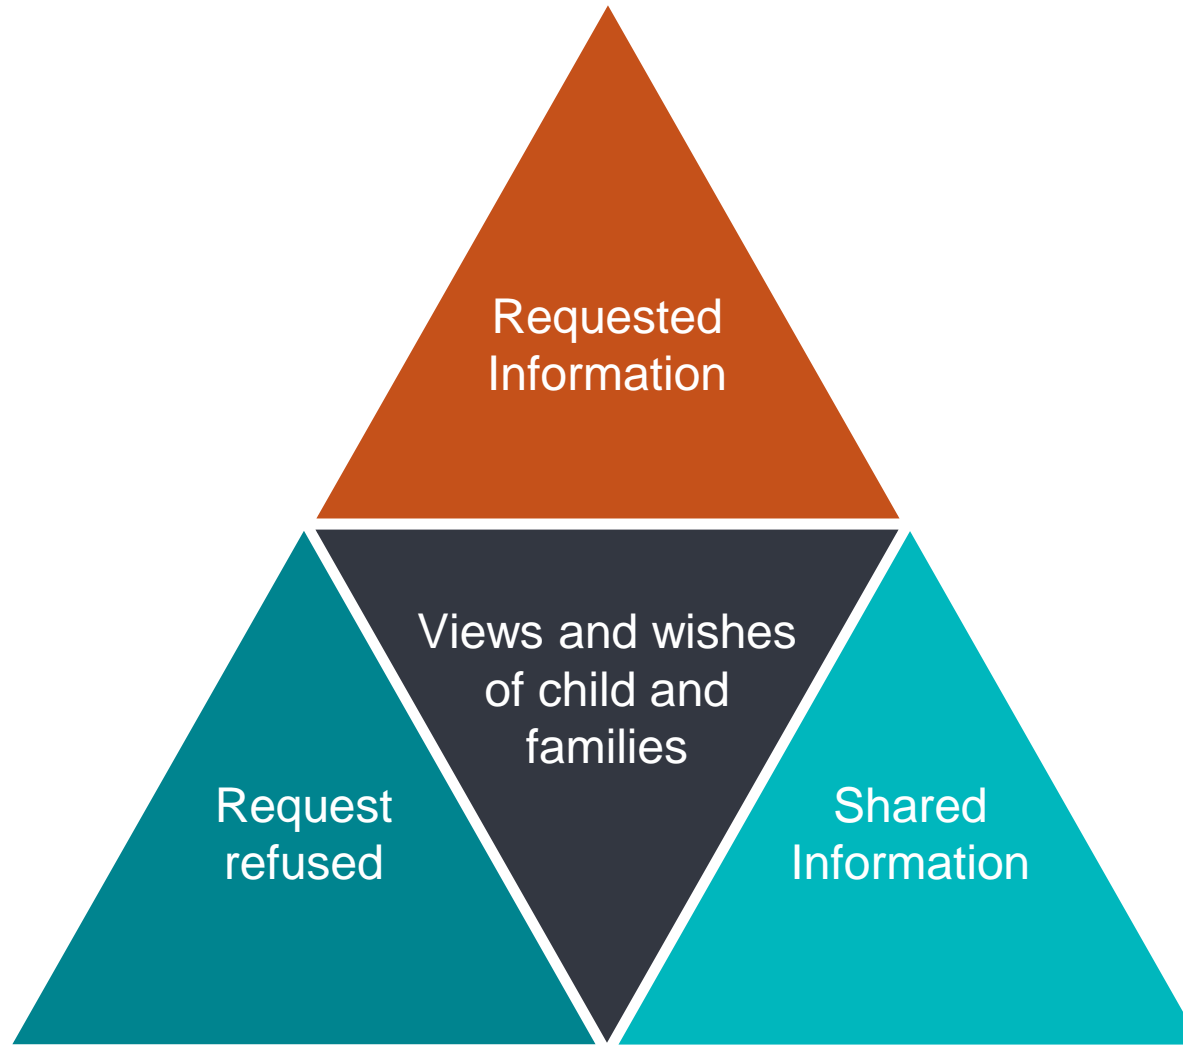 Requested
Information
Views and wishes
of child and
families
Request
refused
Shared
Information